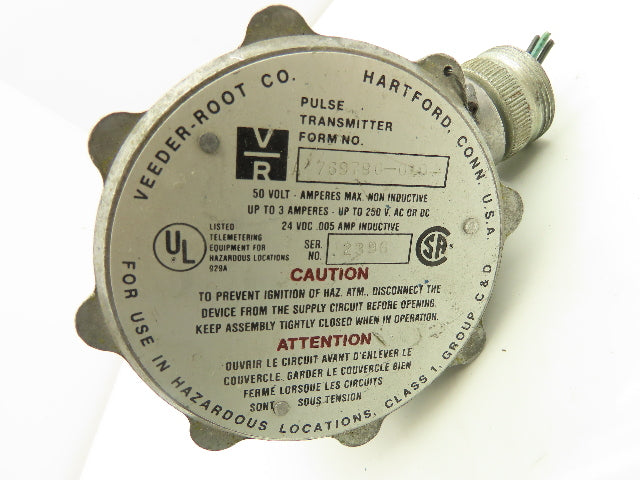 VEEDER-ROOT CO. HARTFORD, CONN. U.S.A.
PULSE
TRANSMITTER
FORM NO.
V
R
50 VOLT - AMPERES MAX. NON INDUCTIVE
UP TO 3 AMPERES - UP TO 250 V. AC OR DC
24 VDC .005 AMP INDUCTIVE
UL
LISTED
TELEMETERING
EQUIPMENT FOR
HAZARDOUS LOCATIONS
929A
SER.
NO. 2396
SA
CAUTION
TO PREVENT IGNITION OF HAZ. ATM., DISCONNECT THE
DEVICE FROM THE SUPPLY CIRCUIT BEFORE OPENING.
KEEP ASSEMBLY TIGHTLY CLOSED WHEN IN OPERATION.
ATTENTION
OUVRIR LE CIRCUIT AVANT D'ENLEVER LE
COUVERCLE. GARDER LE COUVERCLE BIEN
FERMÉ LORSQUE LES CIRCUITS
SONT SOUS TENSION
FOR USE IN HAZARDOUS LOCATIONS, CLASS 1, GROUP C & D